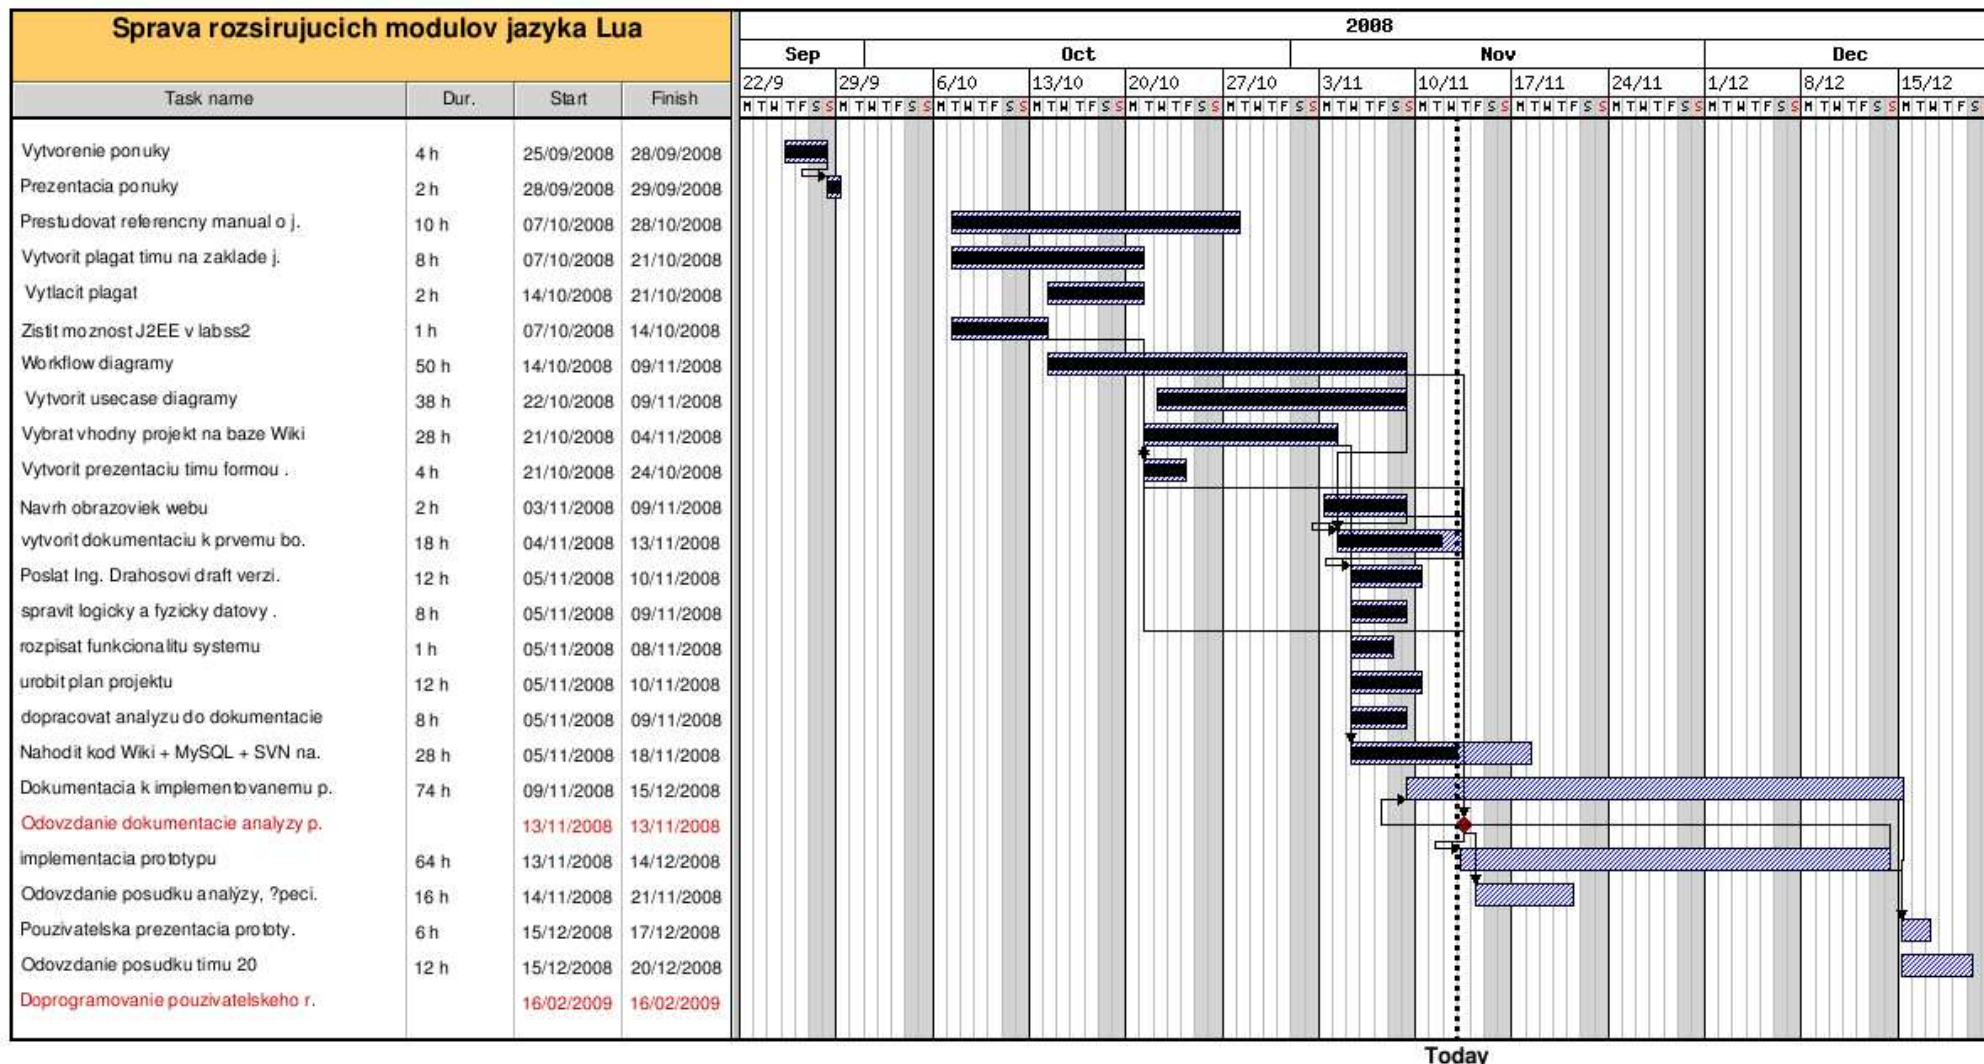 Sprava rozsirujucich modulov jazyka Lua
2008
Sep Oct Nov Dec
22/9 29/9 6/10 13/10 20/10 27/10 3/11 10/11 17/11 24/11 1/12 8/12 15/12
Task name Dur. Start Finish
M T W T F S S M T W T F S S M T W T F S S M T W T F S S M T W T F S S M T W T F S S M T W T F S S M T W T F S S M T W T F S S M T W T F S S M T W T F S S M T W T F S S M T W T F S
Vytvorenie ponuky 4 h 25/09/2008 28/09/2008
Prezentacia ponuky 2 h 28/09/2008 29/09/2008
Prestudovat referencny manual o j. 10 h 07/10/2008 28/10/2008
Vytvorit plagat timu na zaklade j. 8 h 07/10/2008 21/10/2008
Vytlacit plagat 2 h 14/10/2008 21/10/2008
Zistit moznost J2EE v labss2 1 h 07/10/2008 14/10/2008
Workflow diagramy 50 h 14/10/2008 09/11/2008
Vytvorit usecase diagramy 38 h 22/10/2008 09/11/2008
Vybrat vhodny projekt na baze Wiki 28 h 21/10/2008 04/11/2008
Vytvorit prezentaciu timu formou . 4 h 21/10/2008 24/10/2008
Navrh obrazoviek webu 2 h 03/11/2008 09/11/2008
vytvorit dokumentaciu k prvemu bo. 18 h 04/11/2008 13/11/2008
Poslat Ing. Drahosovi draft verzi. 12 h 05/11/2008 10/11/2008
spravit logicky a fyzicky datovy . 8 h 05/11/2008 09/11/2008
rozpisat funkcionalitu systemu 1 h 05/11/2008 08/11/2008
urobit plan projektu 12 h 05/11/2008 10/11/2008
dopracovat analyzu do dokumentacie 8 h 05/11/2008 09/11/2008
Nahodit kod Wiki + MySQL + SVN na. 28 h 05/11/2008 18/11/2008
Dokumentacia k implementovanemu p. 74 h 09/11/2008 15/12/2008
Odovzdanie dokumentacie analyzy p. 13/11/2008 13/11/2008
implementacia prototypu 64 h 13/11/2008 14/12/2008
Odovzdanie posudku analýzy, ?peci. 16 h 14/11/2008 21/11/2008
Pouzivatelska prezentacia prototy. 6 h 15/12/2008 17/12/2008
Odovzdanie posudku timu 20 12 h 15/12/2008 20/12/2008
Doprogramovanie pouzivatelskeho r. 16/02/2009 16/02/2009
Today